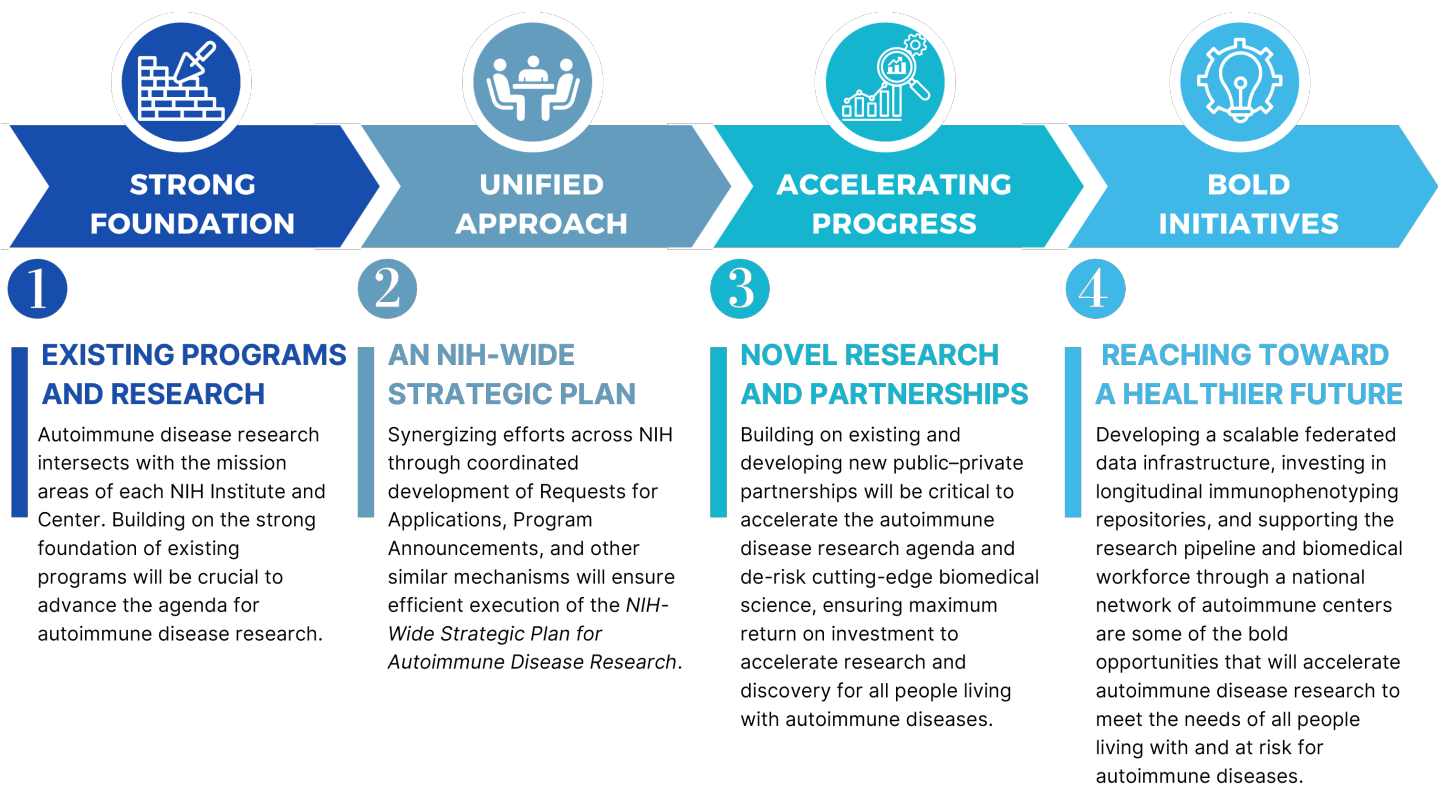 STRONG
FOUNDATION
UNIFIED
APPROACH
ACCELERATING
PROGRESS
BOLD
INITIATIVES
1
EXISTING PROGRAMS
AND RESEARCH
Autoimmune disease research
intersects with the mission
areas of each NIH Institute and
Center. Building on the strong
foundation of existing
programs will be crucial to
advance the agenda for
autoimmune disease research.
2
AN NIH-WIDE
STRATEGIC PLAN
Synergizing efforts across NIH
through coordinated
development of Requests for
Applications, Program
Announcements, and other
similar mechanisms will ensure
efficient execution of the NIH-
Wide Strategic Plan for
Autoimmune Disease Research.
3
NOVEL RESEARCH
AND PARTNERSHIPS
Building on existing and
developing new public–private
partnerships will be critical to
accelerate the autoimmune
disease research agenda and
de-risk cutting-edge biomedical
science, ensuring maximum
return on investment to
accelerate research and
discovery for all people living
with autoimmune diseases.
4
REACHING TOWARD
A HEALTHIER FUTURE
Developing a scalable federated
data infrastructure, investing in
longitudinal immunophenotyping
repositories, and supporting the
research pipeline and biomedical
workforce through a national
network of autoimmune centers
are some of the bold
opportunities that will accelerate
autoimmune disease research to
meet the needs of all people
living with and at risk for
autoimmune diseases.